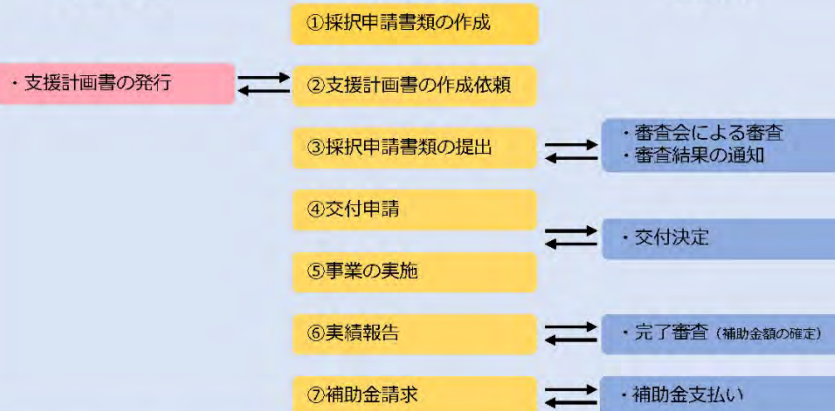 ①採択申請書類の作成
・支援計画書の発行
②支援計画書の作成依頼
③採択申請書類の提出
・審査会による審査
・審査結果の通知
④交付申請
・交付決定
⑤事業の実施
⑥実績報告
・完了審査（補助金額の確定）
⑦補助金請求
・補助金支払い